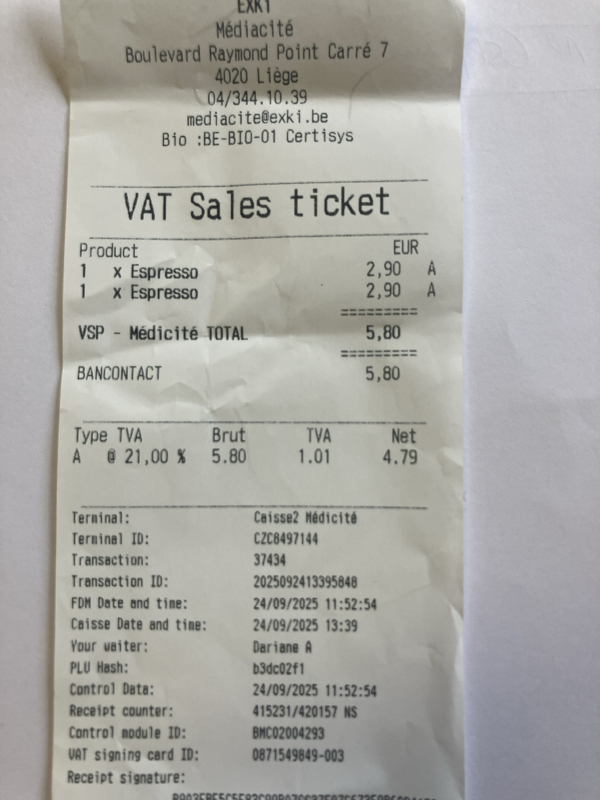 EXKI
Médiacité
Boulevard Raymond Point Carré 7
4020 Liège
04/344.10.39
mediacite@exki.be
Bio :BE-BIO-01 Certisys
VAT Sales ticket
Product EUR
1 x Espresso 2,90 A
1 x Espresso 2,90 A
=========
VSP - Médicité TOTAL 5,80
=========
BANCONTACT 5,80
Type TVA Brut TVA Net
A @ 21,00 % 5.80 1.01 4.79
Terminal: Caisse2 Médicité
Terminal ID: CZC8497144
Transaction: 37434
Transaction ID: 2025092413395848
FDM Date and time: 24/09/2025 11:52:54
Caisse Date and time: 24/09/2025 13:39
Your waiter: Dariane A
PLU Hash: b3dc02f1
Control Data: 24/09/2025 11:52:54
Receipt counter: 415231/420157 NS
Control module ID: BMC02004293
VAT signing card ID: 0871549849-003
Receipt signature: